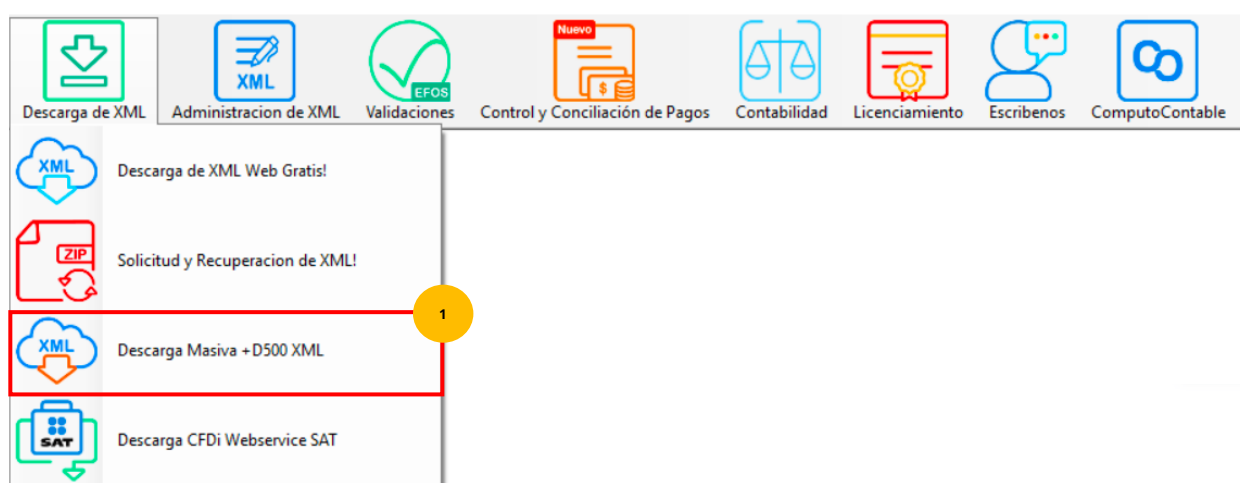 Nuevo
XML
EFOS
$
Descarga de XML
Administracion de XML
Validaciones
Control y Conciliación de Pagos
Contabilidad
Licenciamiento
Escribenos
ComputoContable
XML
Descarga de XML Web Gratis!
ZIP
Solicitud y Recuperacion de XML!
1
XML
Descarga Masiva +D500 XML
SAT
Descarga CFDi Webservice SAT